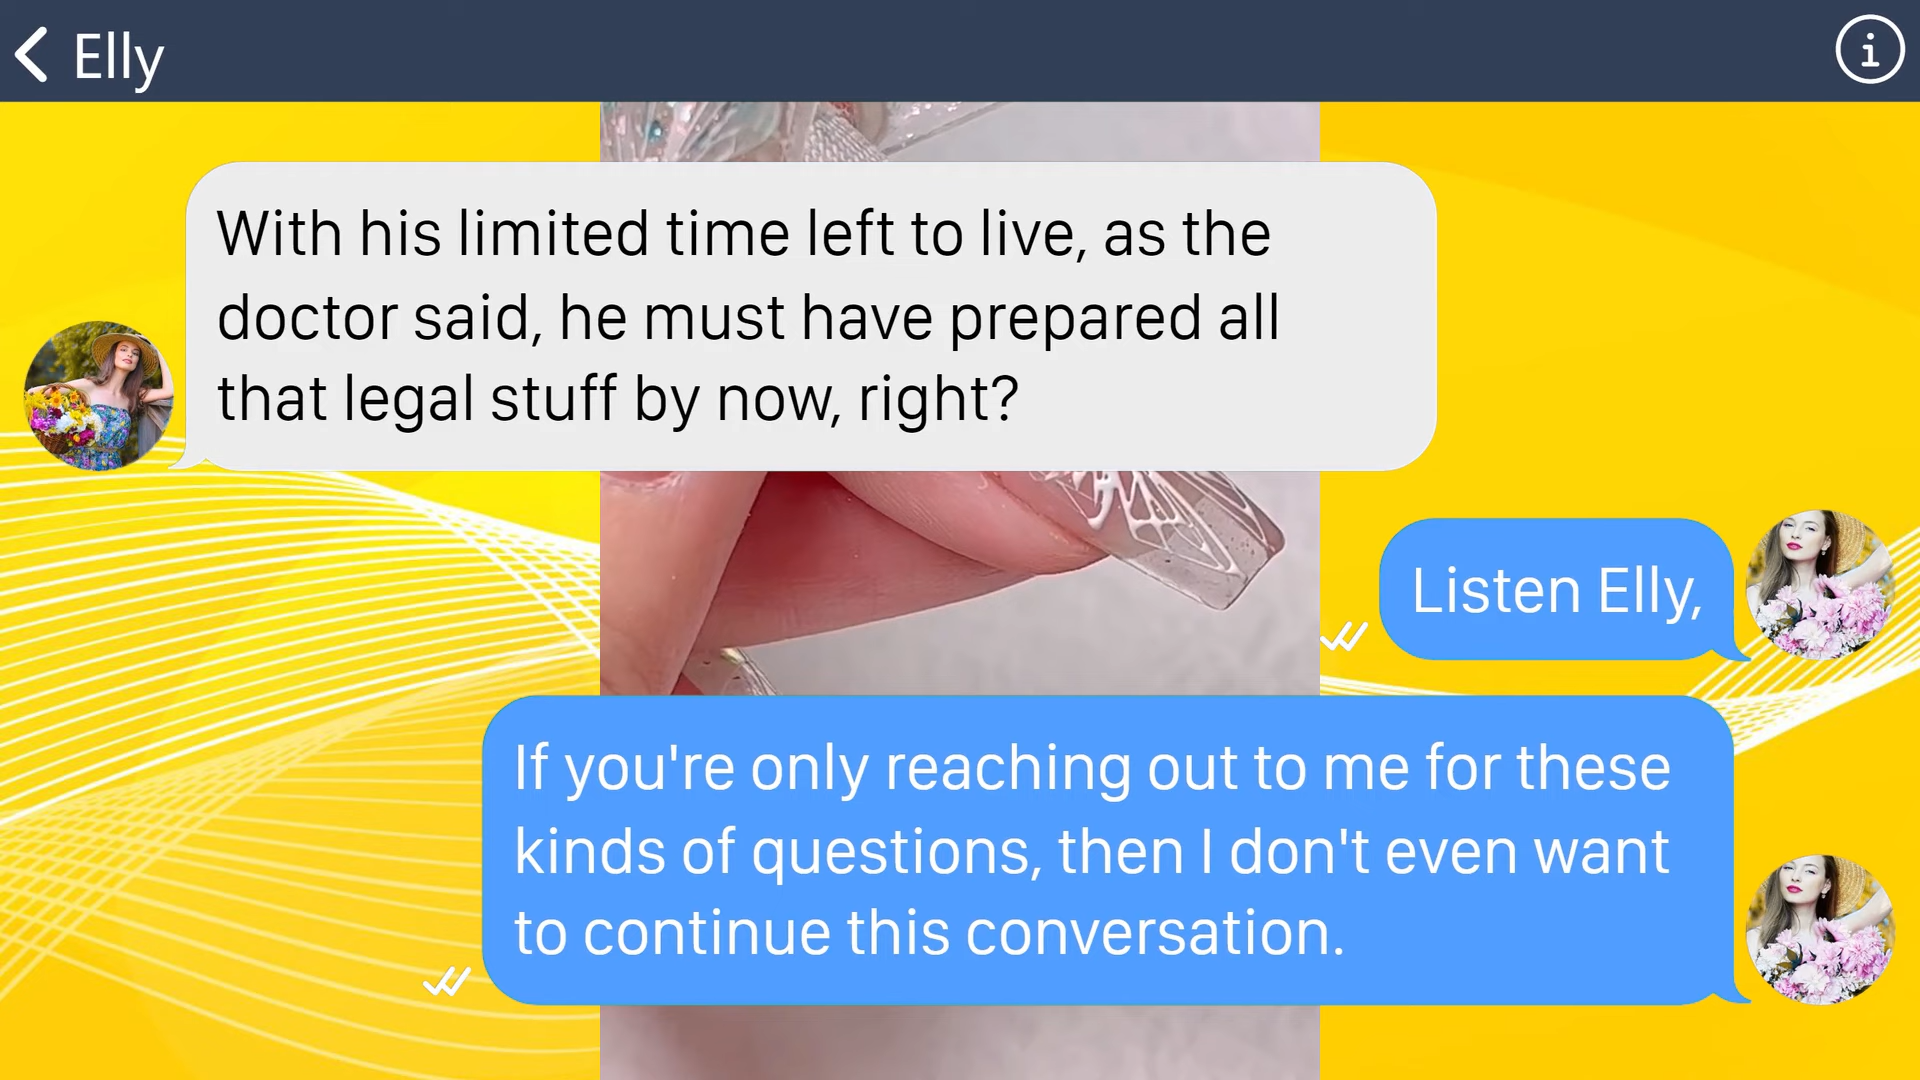 Elly
With his limited time left to live, as the
doctor said, he must have prepared all
that legal stuff by now, right?
Listen Elly,
If you're only reaching out to me for these
kinds of questions, then I don't even want
to continue this conversation.